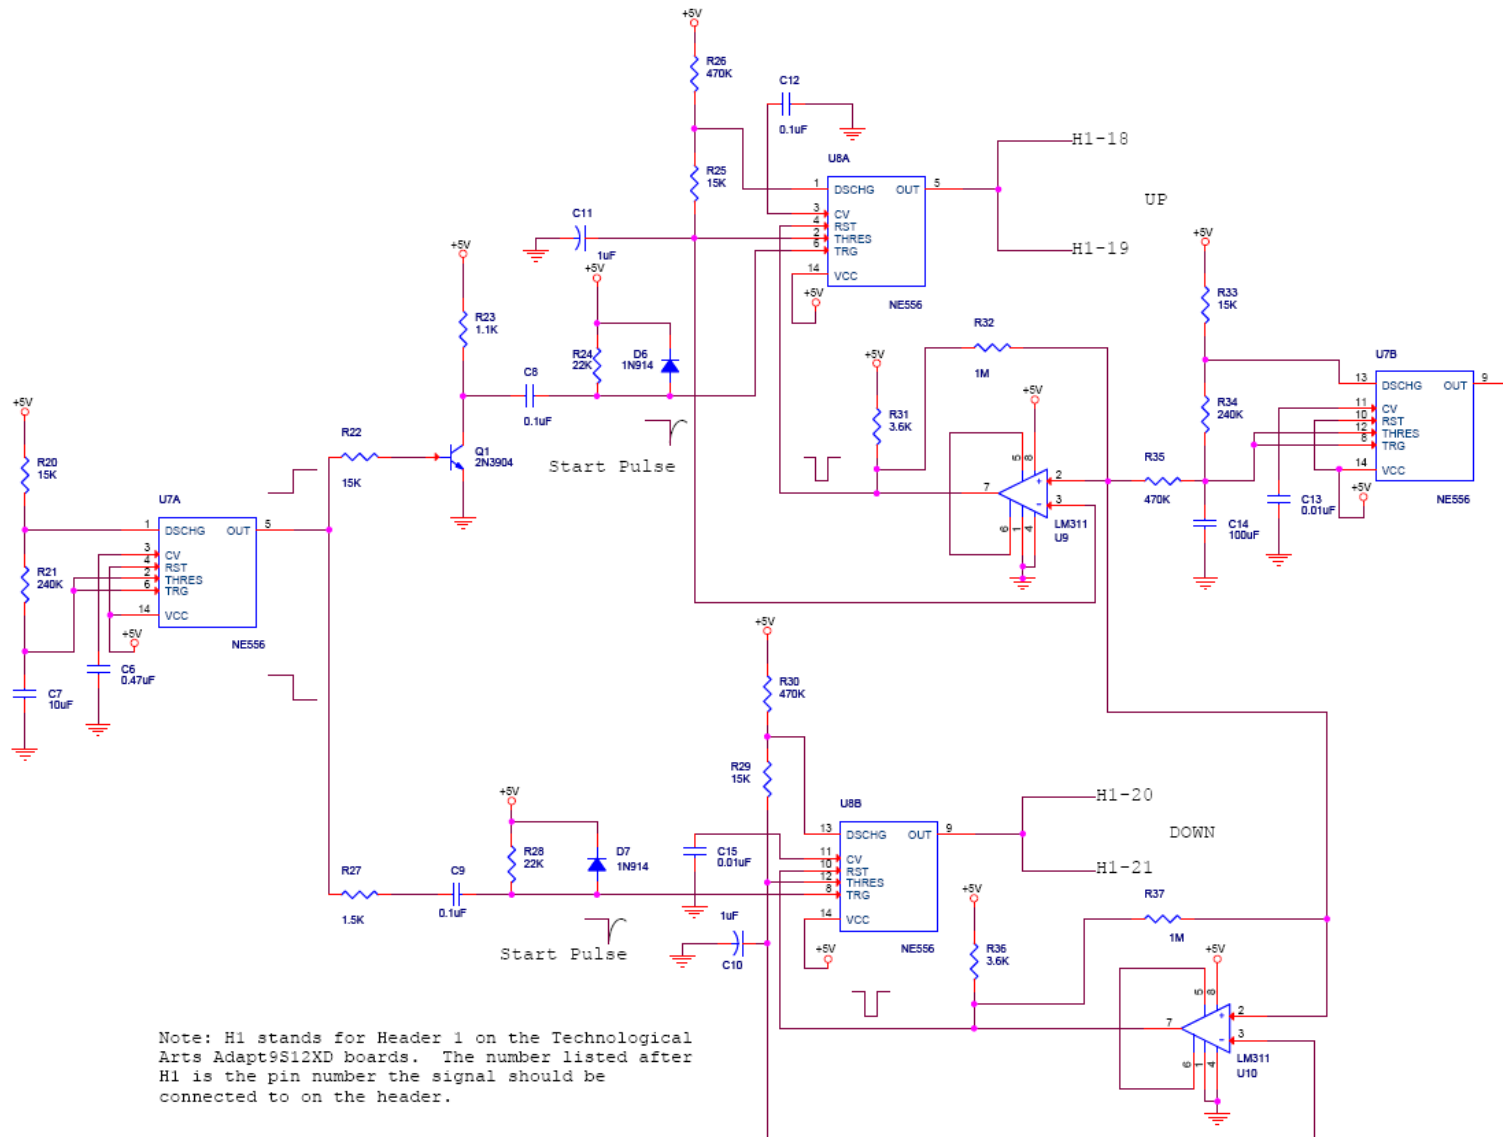 +5V
R26
470K
C12
0.1uF
U8A
H1-18
R25
15K
1 DSCHG OUT 5
3 CV
4 RST
2 THRES
6 TRG
14 VCC
+5V
NE556
UP
H1-19
C11
1uF
+5V
+5V
+5V
R23
1.1K
R24
22K
D6
1N914
R32
1M
R33
15K
U7B
13 DSCHG OUT 9
11 CV
10 RST
12 THRES
8 TRG
14 VCC
+5V
NE556
+5V
C8
0.1uF
R31
3.6K
+5V
R34
240K
+5V
R22
15K
Q1
2N3904
Start Pulse
R35
470K
R20
15K
7
5
8
2
+
3
-
6
1
4
LM311
U9
C13
0.01uF
C14
100uF
U7A
1 DSCHG OUT 5
3 CV
4 RST
2 THRES
6 TRG
14 VCC
+5V
NE556
R21
240K
C6
0.47uF
C7
10uF
+5V
R30
470K
R29
15K
+5V
U8B
H1-20
13 DSCHG OUT 9
11 CV
10 RST
12 THRES
8 TRG
14 VCC
+5V
NE556
DOWN
H1-21
R28
22K
D7
1N914
C15
0.01uF
R27
1.5K
C9
0.1uF
+5V
R37
1M
1uF
C10
Start Pulse
R36
3.6K
+5V
7
5
8
2
+
3
-
6
1
4
LM311
U10
Note: H1 stands for Header 1 on the Technological
Arts Adapt9S12XD boards. The number listed after
H1 is the pin number the signal should be
connected to on the header.